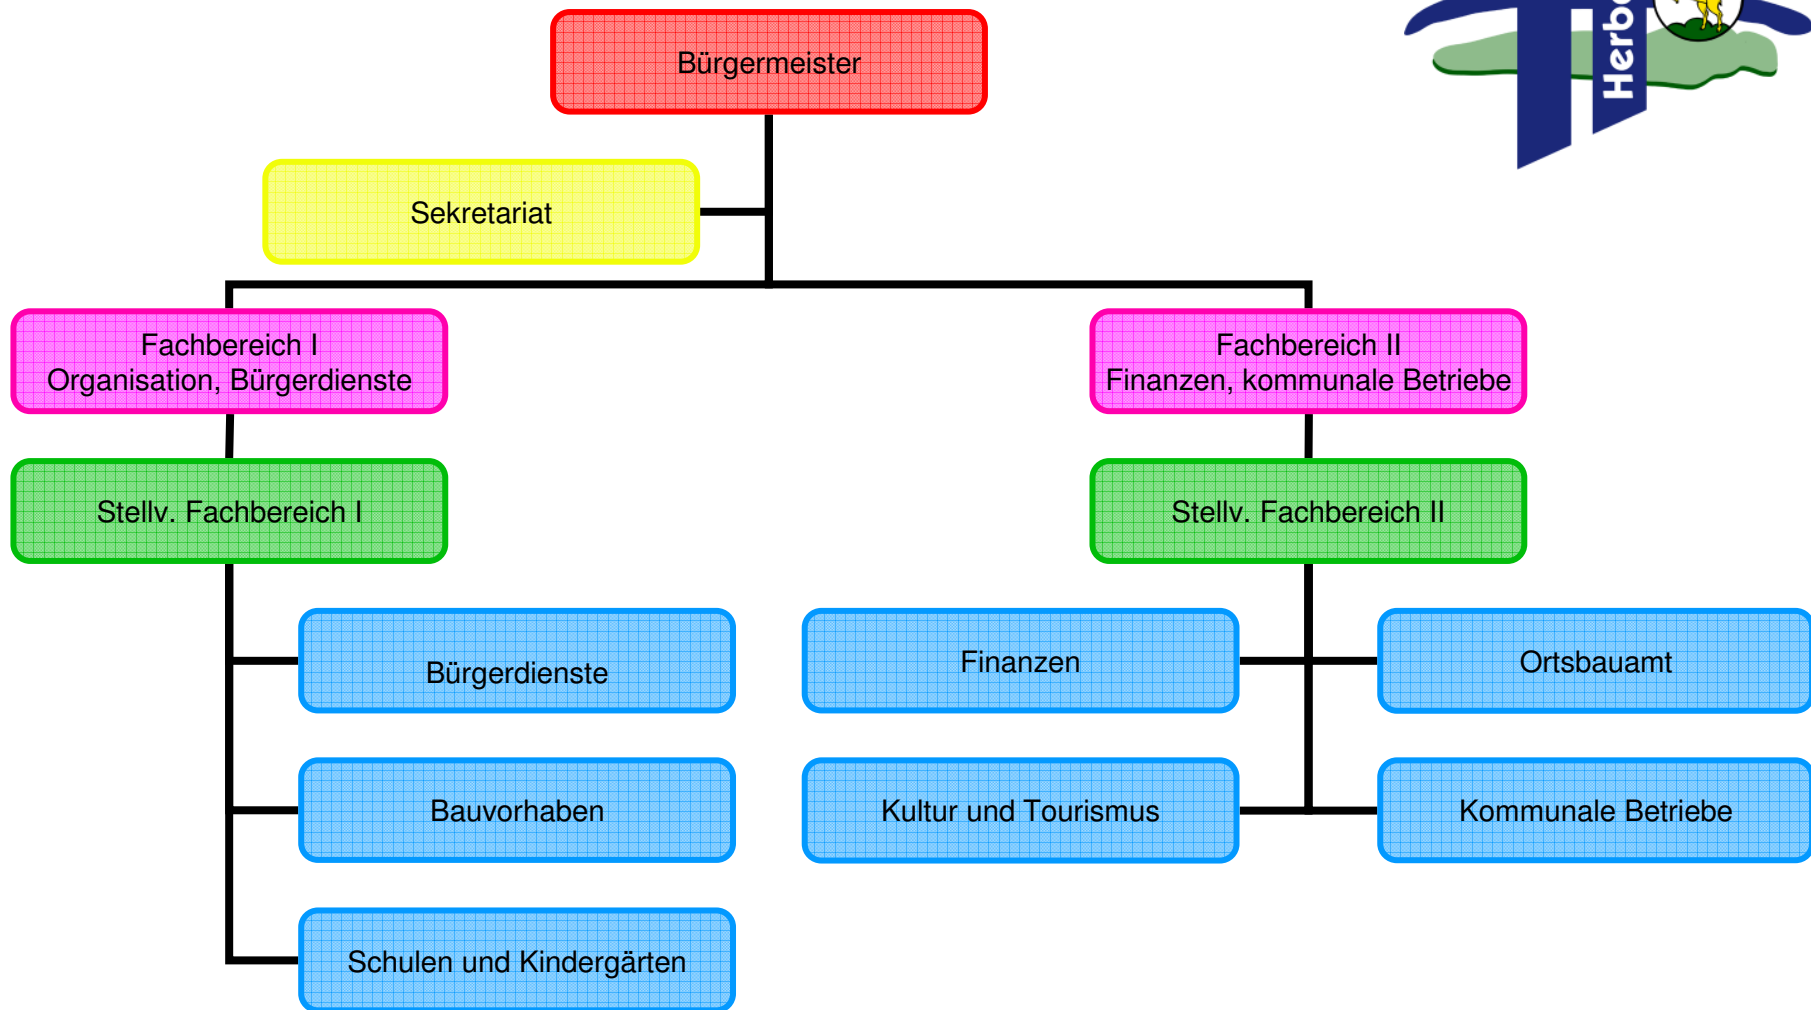 Bürgermeister
Sekretariat
Fachbereich I
Organisation, Bürgerdienste
Fachbereich II
Finanzen, kommunale Betriebe
Stellv. Fachbereich I
Stellv. Fachbereich II
Bürgerdienste
Finanzen
Ortsbauamt
Bauvorhaben
Kultur und Tourismus
Kommunale Betriebe
Schulen und Kindergärten